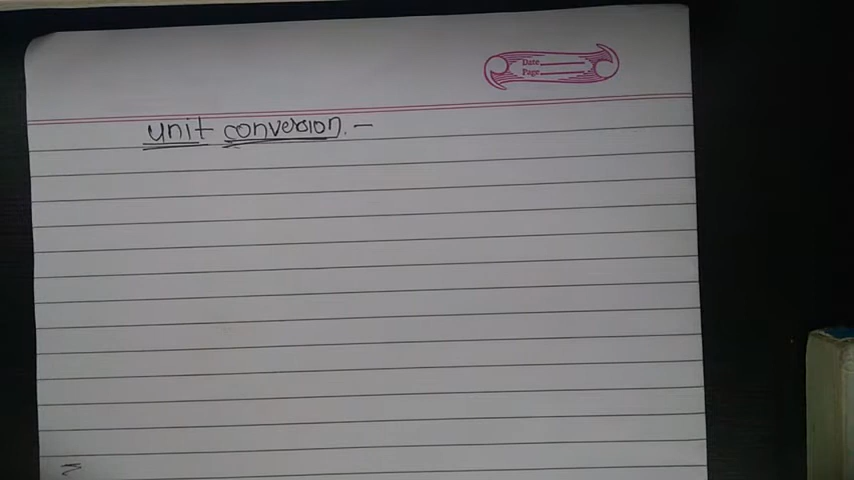 Date
Page
unit conversion. —